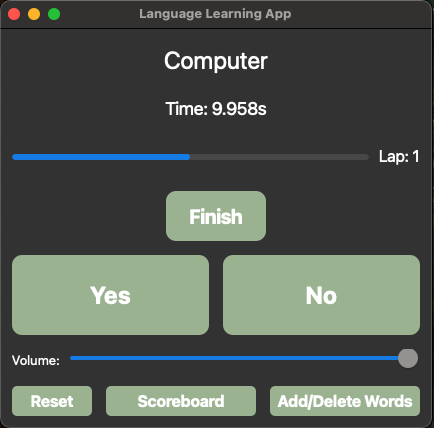 Language Learning App
Computer
Time: 9.958s
Lap: 1
Finish
Yes No
Volume:
Reset Scoreboard Add/Delete Words